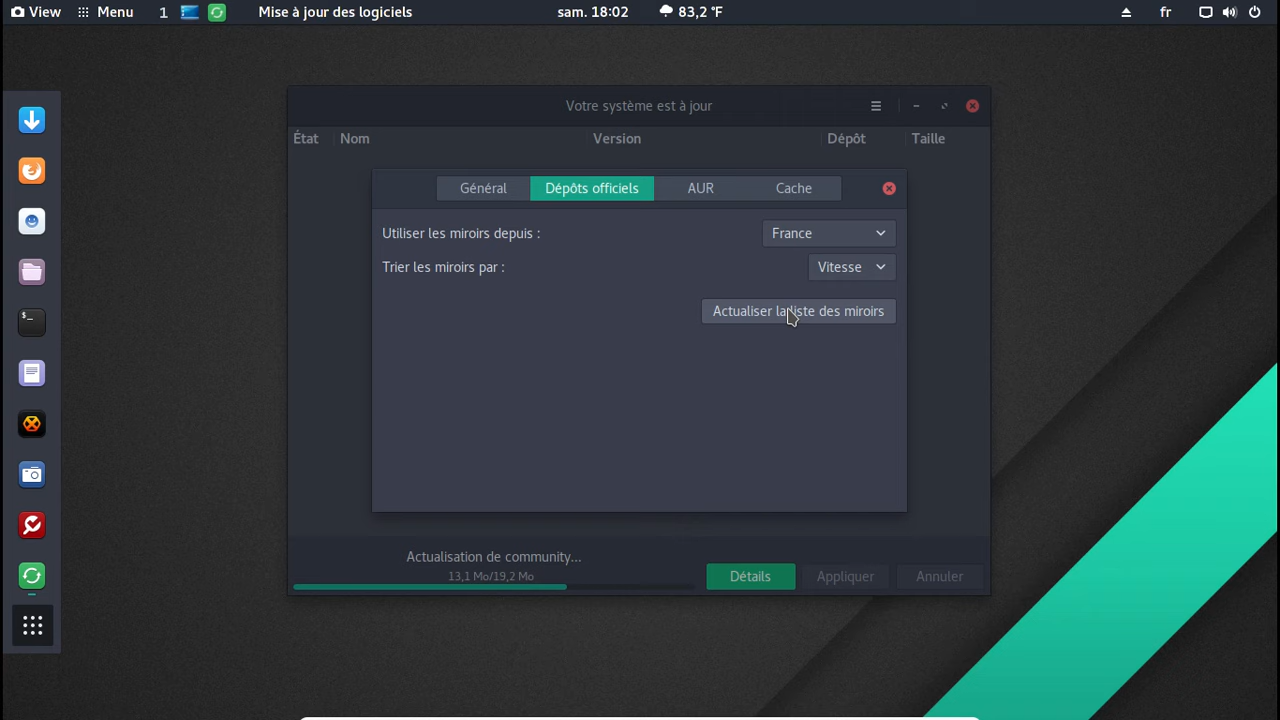 View Menu 1 Mise à jour des logiciels sam. 18:02 83,2 °F fr
Votre système est à jour
État Nom Version Dépôt Taille
Général Dépôts officiels AUR Cache
Utiliser les miroirs depuis : France
Trier les miroirs par : Vitesse
Actualiser la liste des miroirs
Actualisation de community...
13,1 Mo/19,2 Mo
Détails Appliquer Annuler